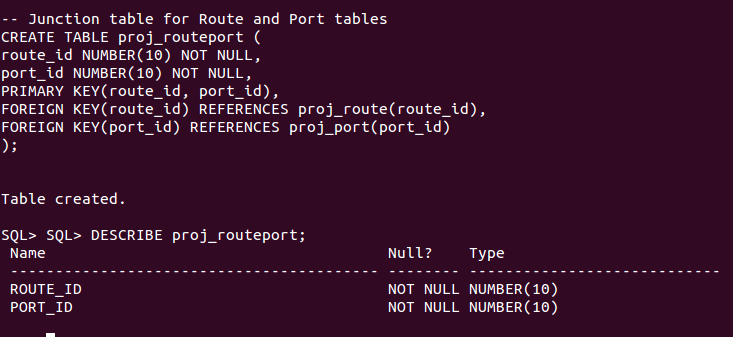 -- Junction table for Route and Port tables
CREATE TABLE proj_routeport (
route_id NUMBER(10) NOT NULL,
port_id NUMBER(10) NOT NULL,
PRIMARY KEY(route_id, port_id),
FOREIGN KEY(route_id) REFERENCES proj_route(route_id),
FOREIGN KEY(port_id) REFERENCES proj_port(port_id)
);
Table created.
SQL> SQL> DESCRIBE proj_routeport;
 Name                                      Null?    Type
 ----------------------------------------- -------- ----------------------------
 ROUTE_ID                                  NOT NULL NUMBER(10)
 PORT_ID                                   NOT NULL NUMBER(10)